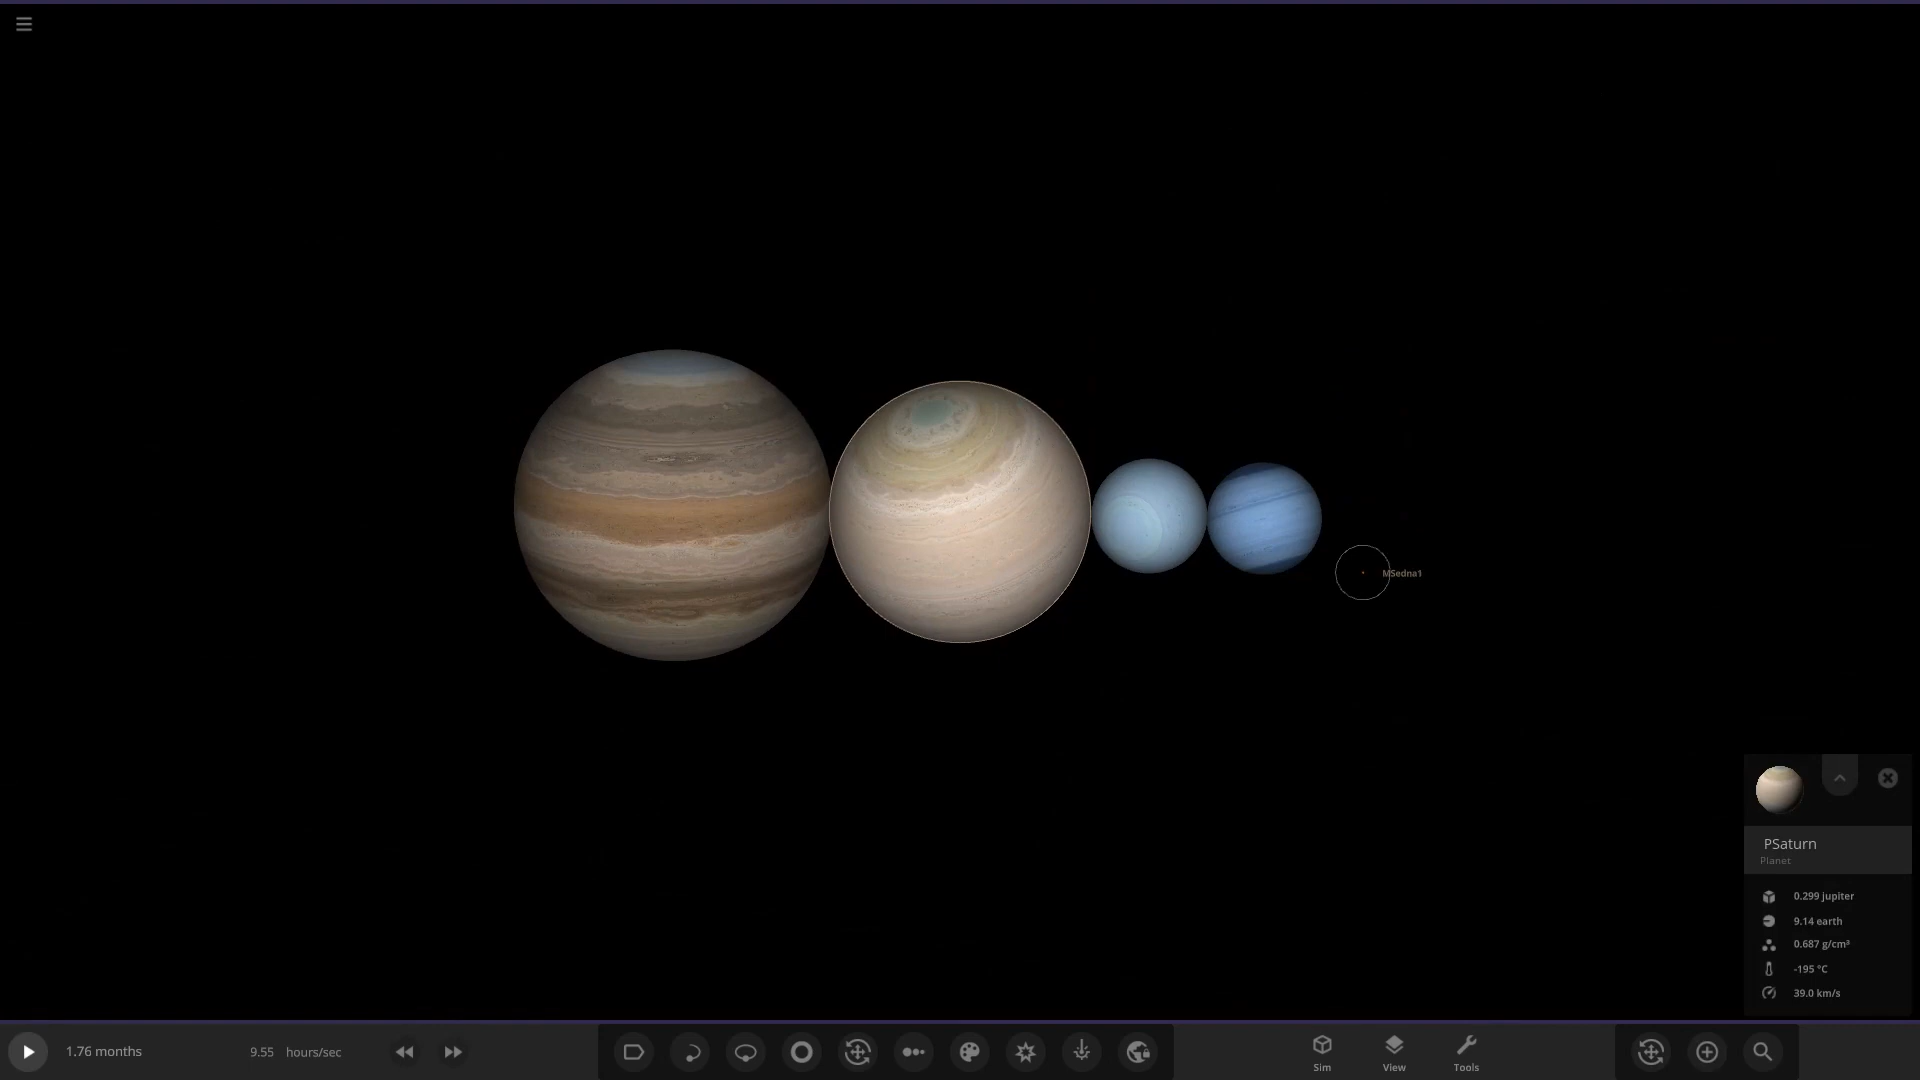 MSedna1
PSaturn
Planet
0.299 jupiter
9.14 earth
0.687 g/cm³
-195 °C
39.0 km/s
1.76 months
9.55 hours/sec
Sim
View
Tools